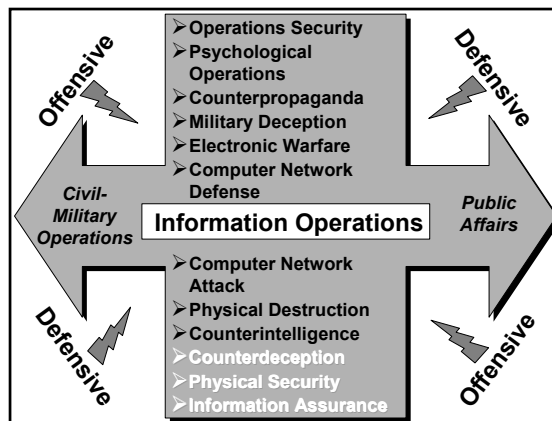 Offensive
Defensive
➢Operations Security
➢Psychological
Operations
➢Counterpropaganda
➢Military Deception
➢Electronic Warfare
➢Computer Network
Defense
Civil-
Military
Operations
Information Operations
Public
Affairs
➢Computer Network
Attack
➢Physical Destruction
➢Counterintelligence
➢Counterdeception
➢Physical Security
➢Information Assurance
Defensive
Offensive